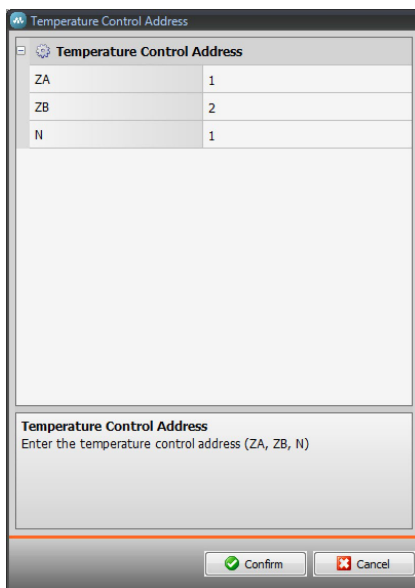 Temperature Control Address
Temperature Control Address
ZA 1
ZB 2
N 1
Temperature Control Address
Enter the temperature control address (ZA, ZB, N)
Confirm Cancel